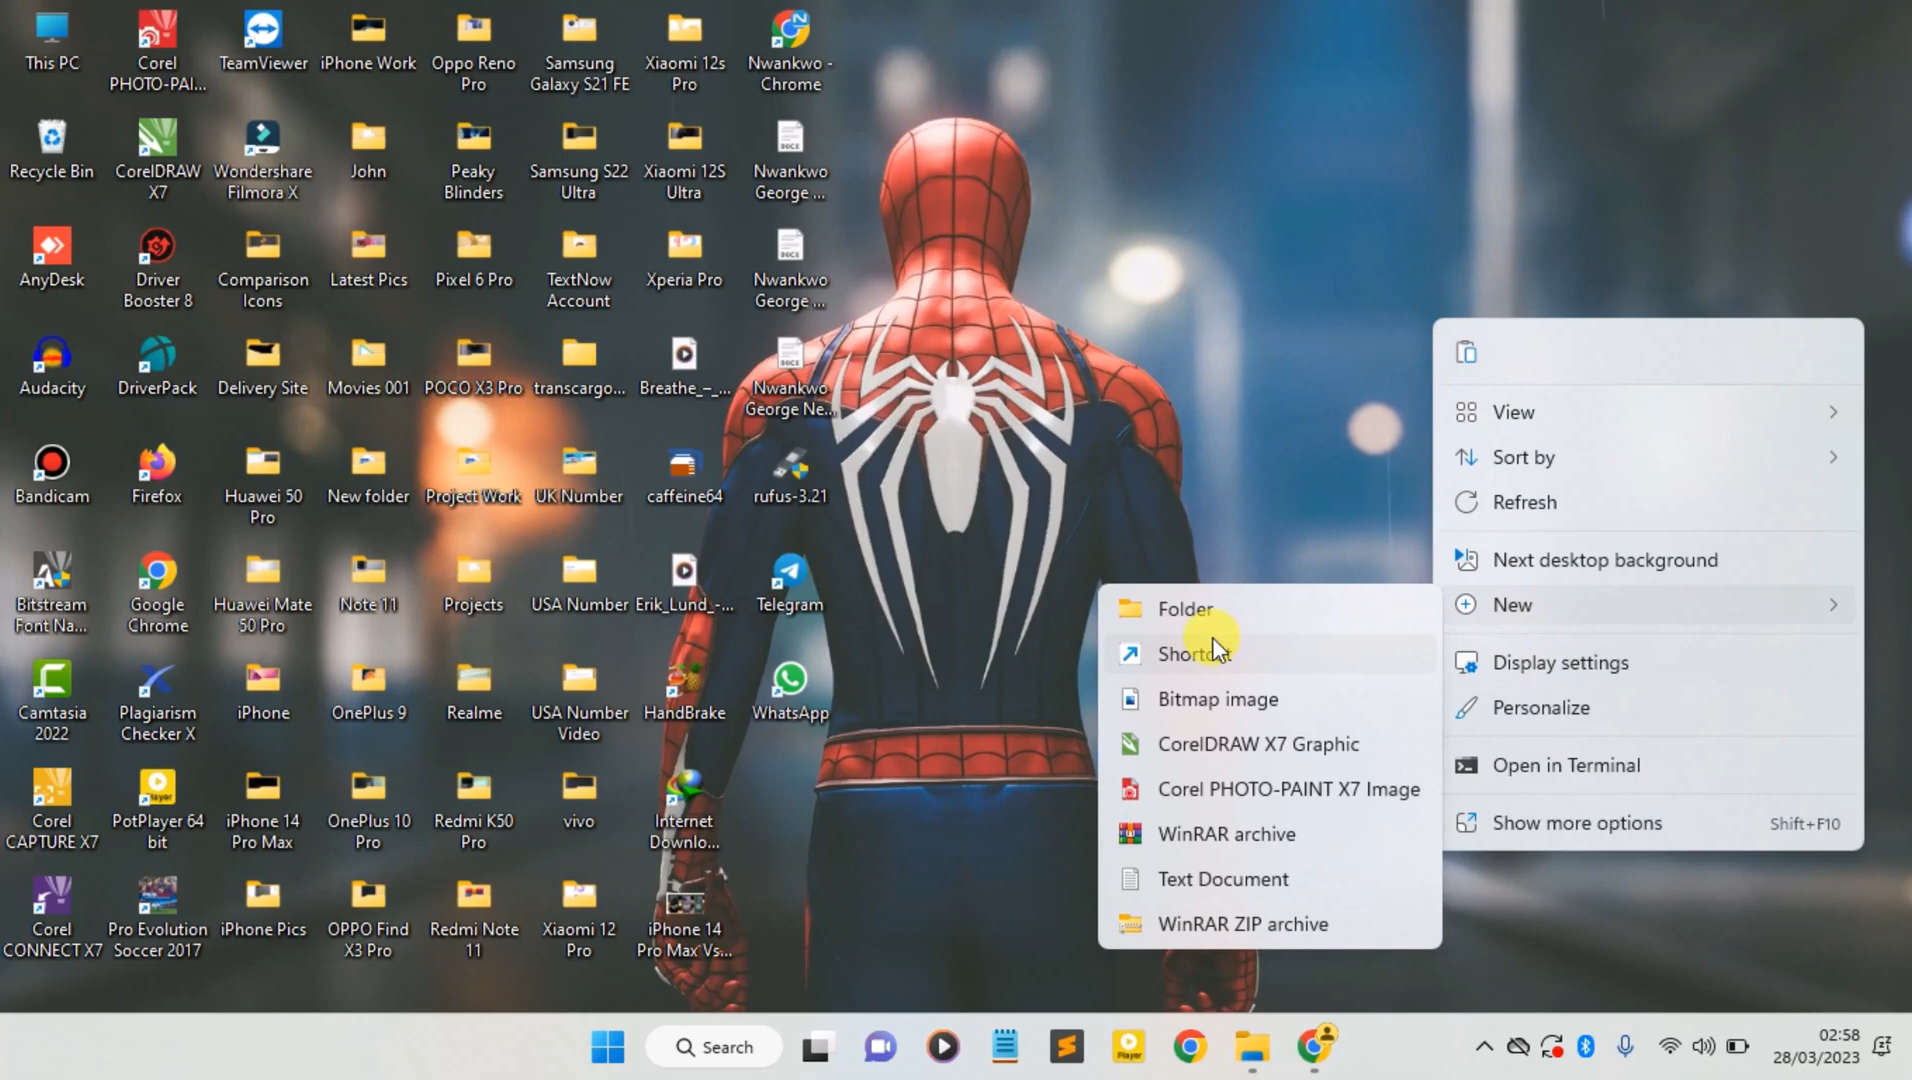 This PC
Corel
PHOTO-PAI...
TeamViewer
iPhone Work
Oppo Reno
Pro
Samsung
Galaxy S21 FE
Xiaomi 12s
Pro
Nwankwo -
Chrome
Recycle Bin
CorelDRAW
X7
Wondershare
Filmora X
John
Peaky
Blinders
Samsung S22
Ultra
Xiaomi 12S
Ultra
Nwankwo
George ...
AnyDesk
Driver
Booster 8
Comparison
Icons
Latest Pics
Pixel 6 Pro
TextNow
Account
Xperia Pro
Nwankwo
George ...
Audacity
DriverPack
Delivery Site
Movies 001
POCO X3 Pro
transcargo...
Breathe_–_...
Nwankwo
George Ne...
Bandicam
Firefox
Huawei 50
Pro
New folder
Project Work
UK Number
caffeine64
rufus-3.21
Bitstream
Font Na...
Google
Chrome
Huawei Mate
50 Pro
Note 11
Projects
USA Number
Erik_Lund_-...
Telegram
Camtasia
2022
Plagiarism
Checker X
iPhone
OnePlus 9
Realme
USA Number
Video
HandBrake
WhatsApp
Corel
CAPTURE X7
PotPlayer 64
bit
iPhone 14
Pro Max
OnePlus 10
Pro
Redmi K50
Pro
vivo
Internet
Downlo...
Corel
CONNECT X7
Pro Evolution
Soccer 2017
iPhone Pics
OPPO Find
X3 Pro
Redmi Note
11
Xiaomi 12
Pro
iPhone 14
Pro Max Vs...
View
Sort by
Refresh
Next desktop background
New
Display settings
Personalize
Open in Terminal
Show more options Shift+F10
Folder
Shortcut
Bitmap image
CorelDRAW X7 Graphic
Corel PHOTO-PAINT X7 Image
WinRAR archive
Text Document
WinRAR ZIP archive
Search
Player
02:58
28/03/2023